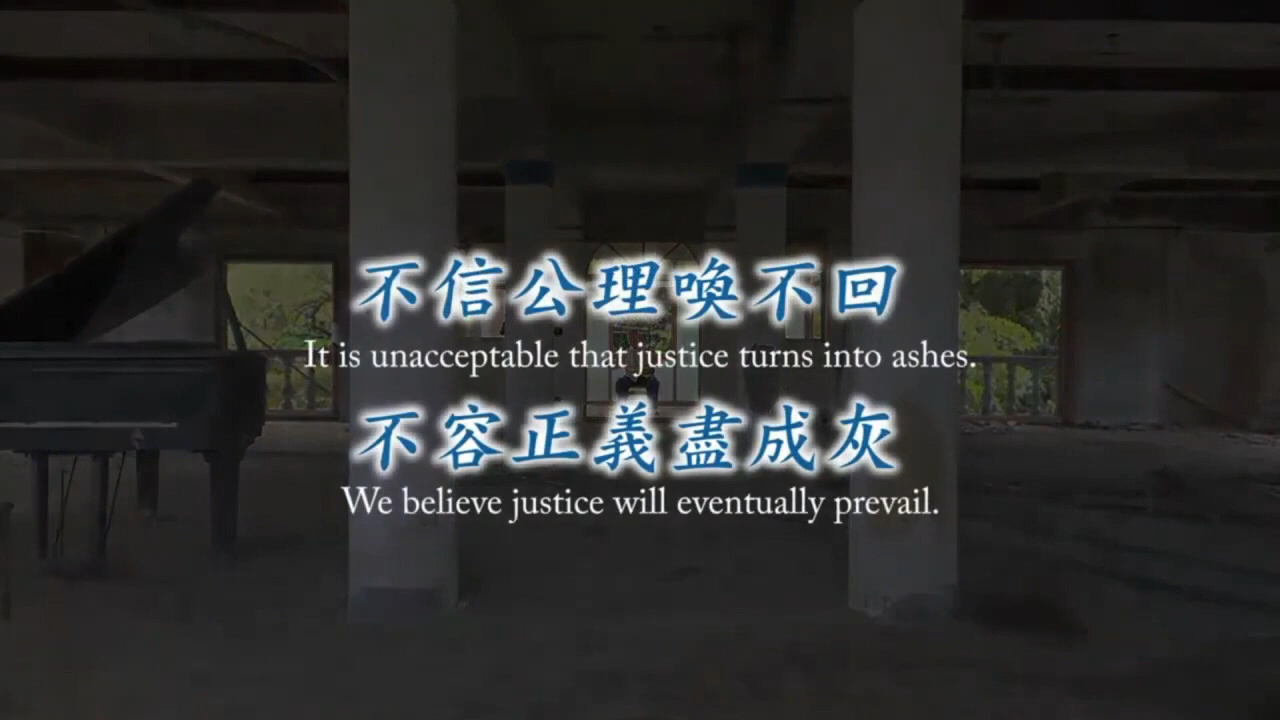 不信公理喚不回
It is unacceptable that justice turns into ashes.
不容正義盡成灰
We believe justice will eventually prevail.